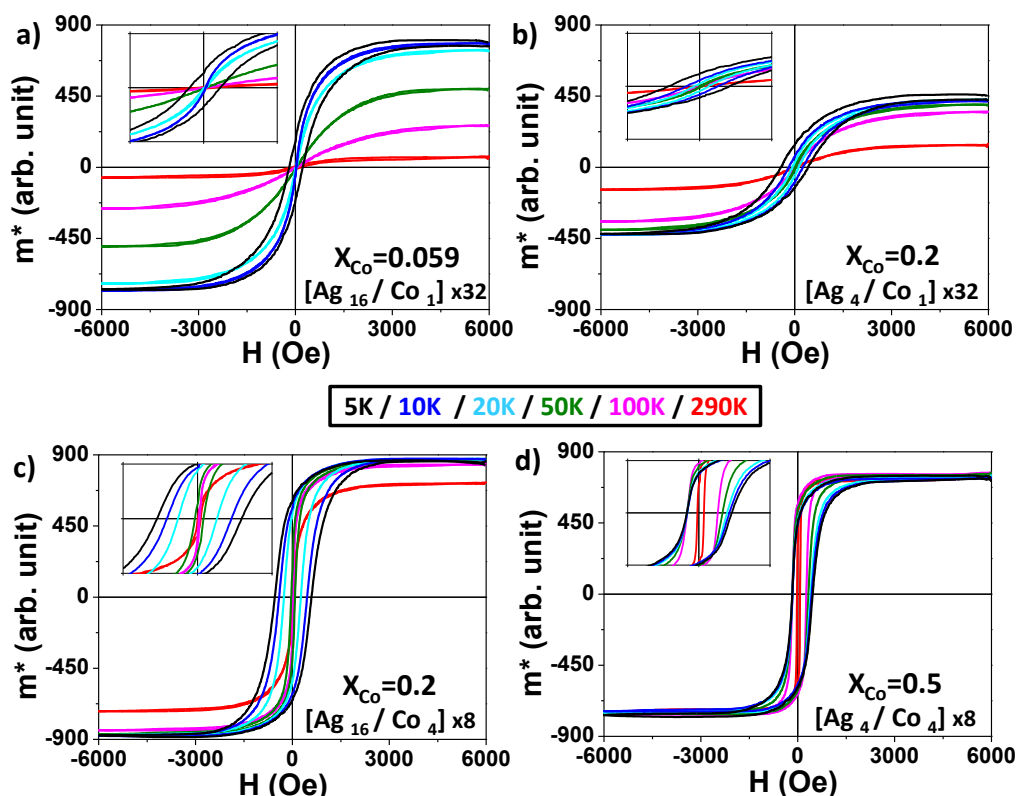 a)
900
450
0
-450
-900
m* (arb. unit)
-6000 -3000 0 3000 6000
H (Oe)
X_Co=0.059
[Ag 16 / Co 1] x32
b)
900
450
0
-450
-900
m* (arb. unit)
-6000 -3000 0 3000 6000
H (Oe)
X_Co=0.2
[Ag 4 / Co 1] x32
5K / 10K / 20K / 50K / 100K / 290K
c)
900
450
0
-450
-900
m* (arb. unit)
-6000 -3000 0 3000 6000
H (Oe)
X_Co=0.2
[Ag 16 / Co 4] x8
d)
900
450
0
-450
-900
m* (arb. unit)
-6000 -3000 0 3000 6000
H (Oe)
X_Co=0.5
[Ag 4 / Co 4] x8